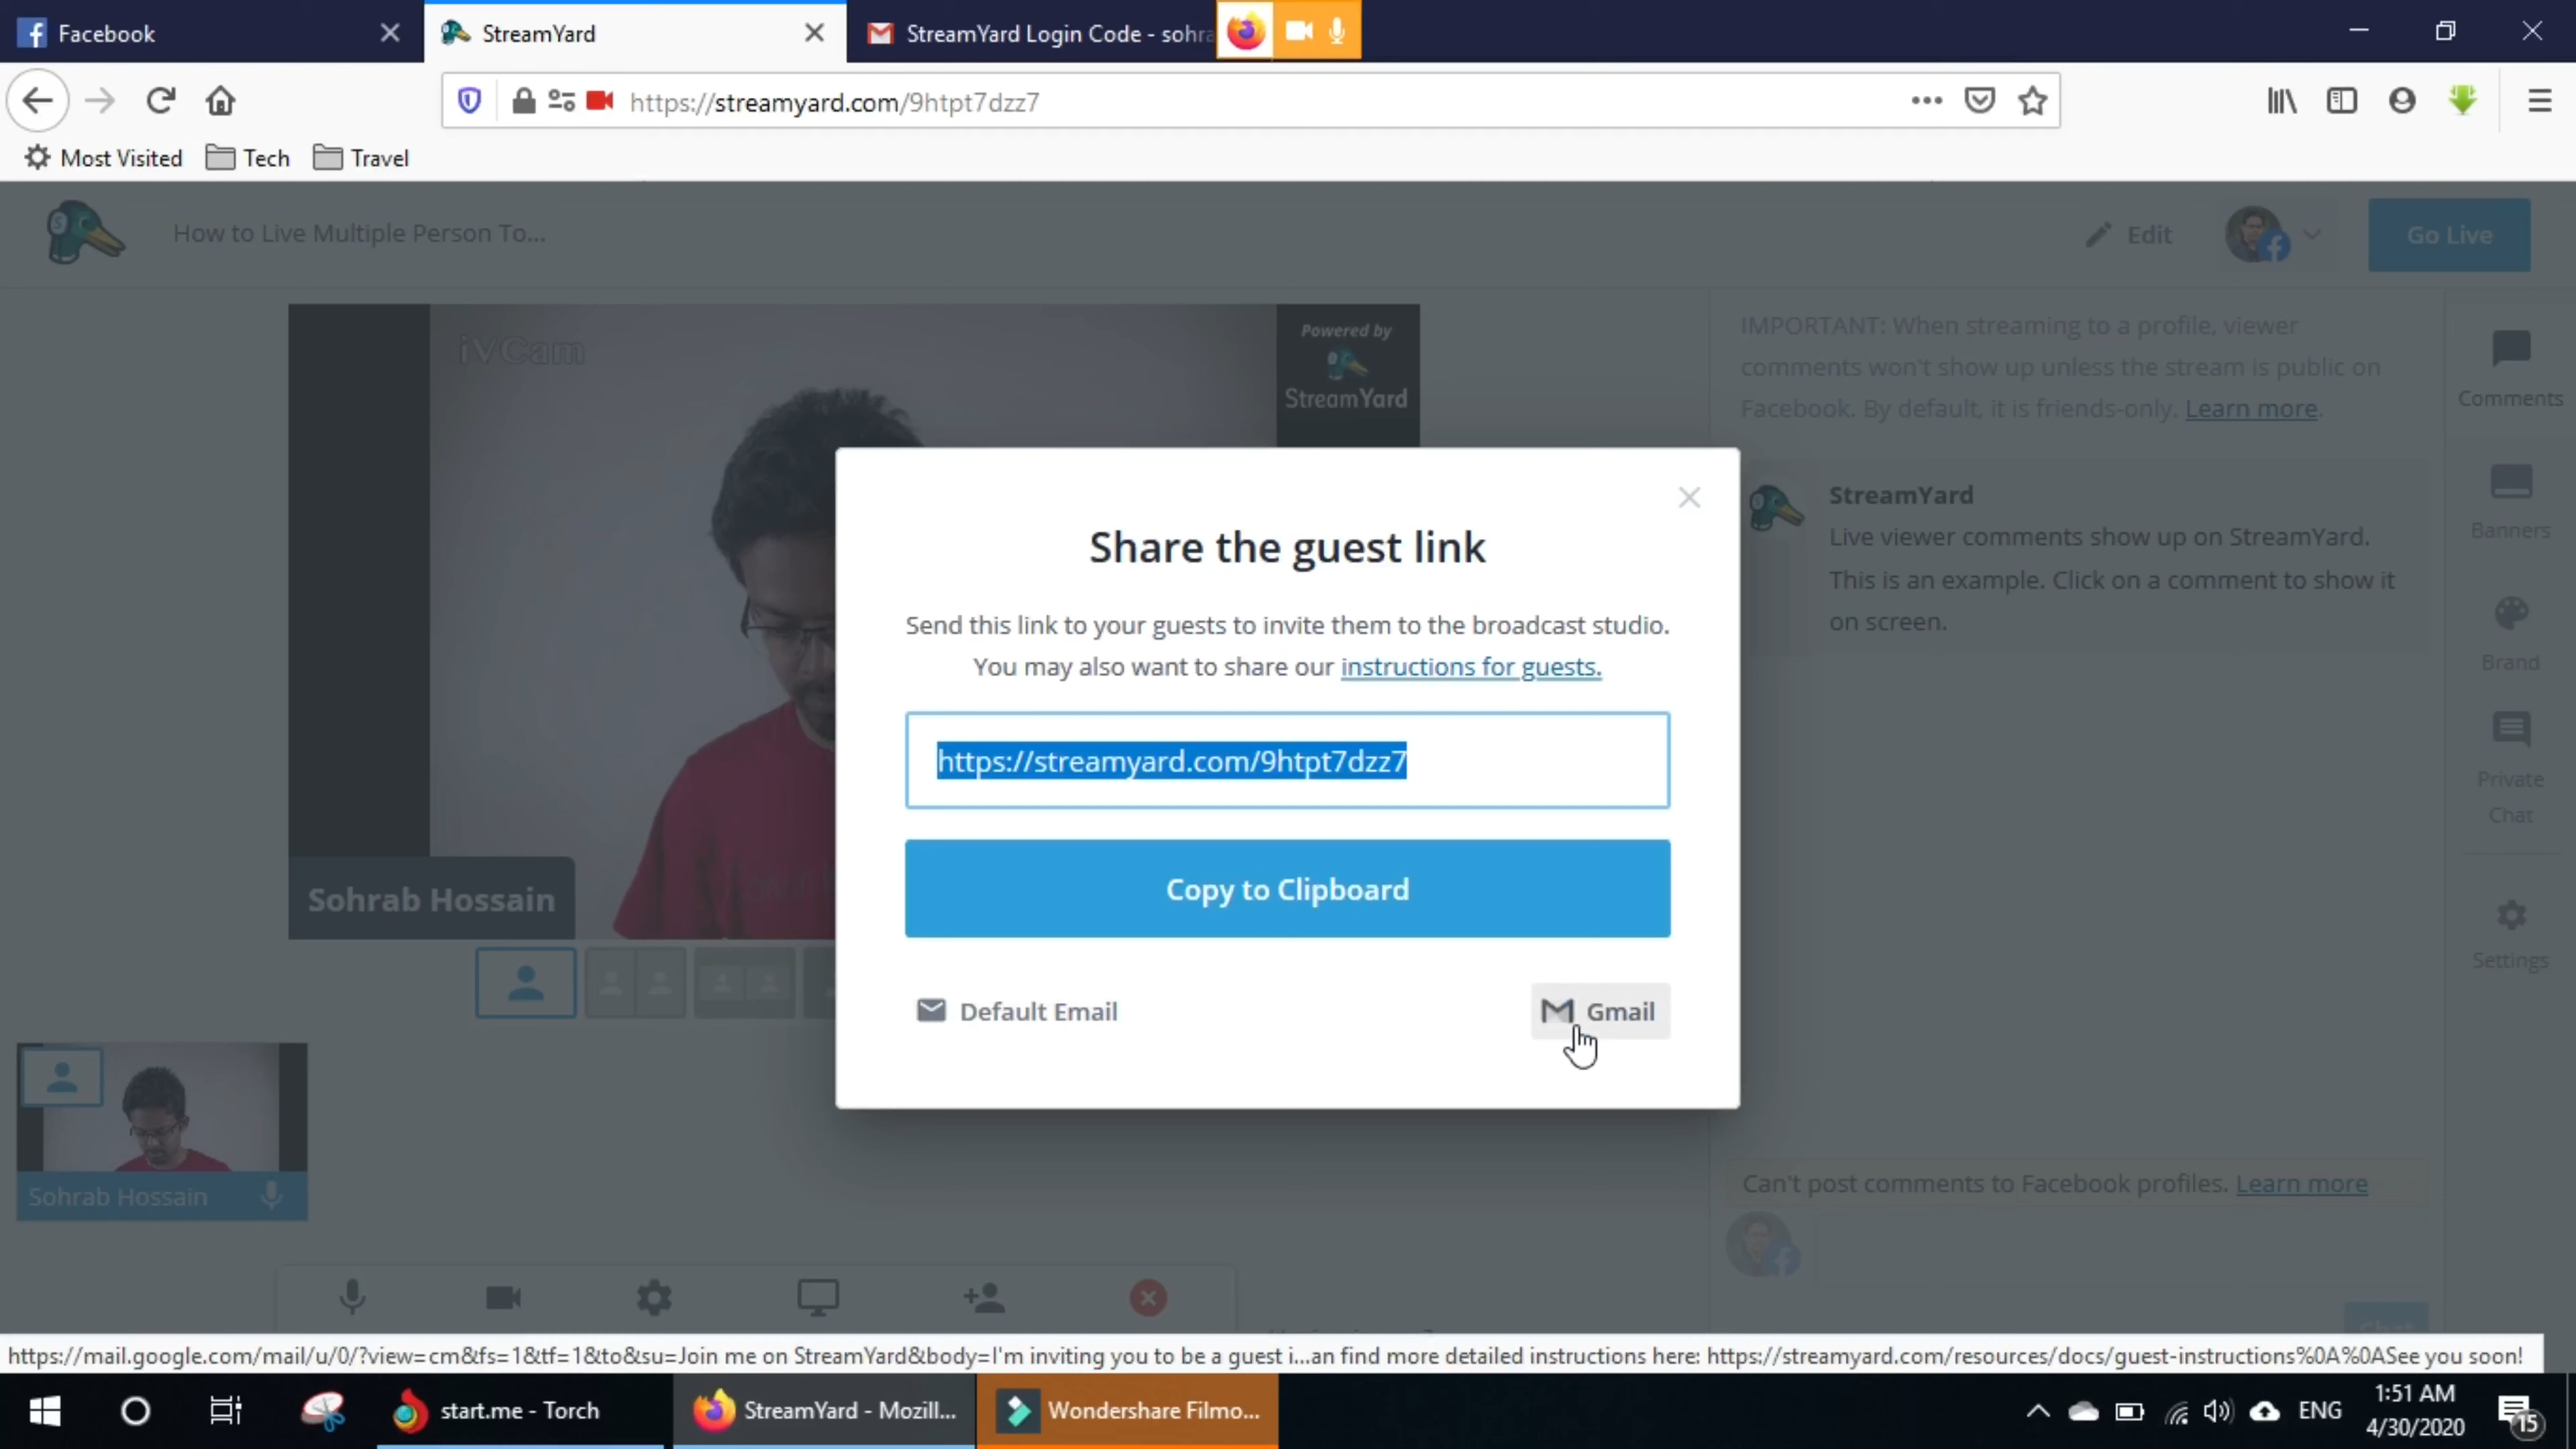 Facebook
StreamYard
StreamYard Login Code - sohra
https://streamyard.com/9htpt7dzz7
Most Visited
Tech
Travel
How to Live Multiple Person To...
Edit
Go Live
iVCam
Powered by
StreamYard
IMPORTANT: When streaming to a profile, viewer
comments won't show up unless the stream is public on
Facebook. By default, it is friends-only. Learn more.
Comments
StreamYard
Live viewer comments show up on StreamYard.
This is an example. Click on a comment to show it
on screen.
Banners
Brand
Private
Chat
Settings
Share the guest link
Send this link to your guests to invite them to the broadcast studio.
You may also want to share our instructions for guests.
https://streamyard.com/9htpt7dzz7
Copy to Clipboard
Default Email
Gmail
Sohrab Hossain
Sohrab Hossain
Can't post comments to Facebook profiles. Learn more
https://mail.google.com/mail/u/0/?view=cm&fs=1&tf=1&to&su=Join me on StreamYard&body=I'm inviting you to be a guest i...an find more detailed instructions here: https://streamyard.com/resources/docs/guest-instructions%0A%0ASee you soon!
start.me - Torch
StreamYard - Mozill...
Wondershare Filmo...
ENG
1:51 AM
4/30/2020
15